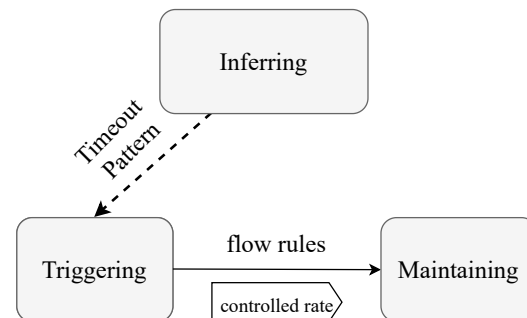 Inferring
Timeout
Pattern
flow rules
Triggering
Maintaining
controlled rate